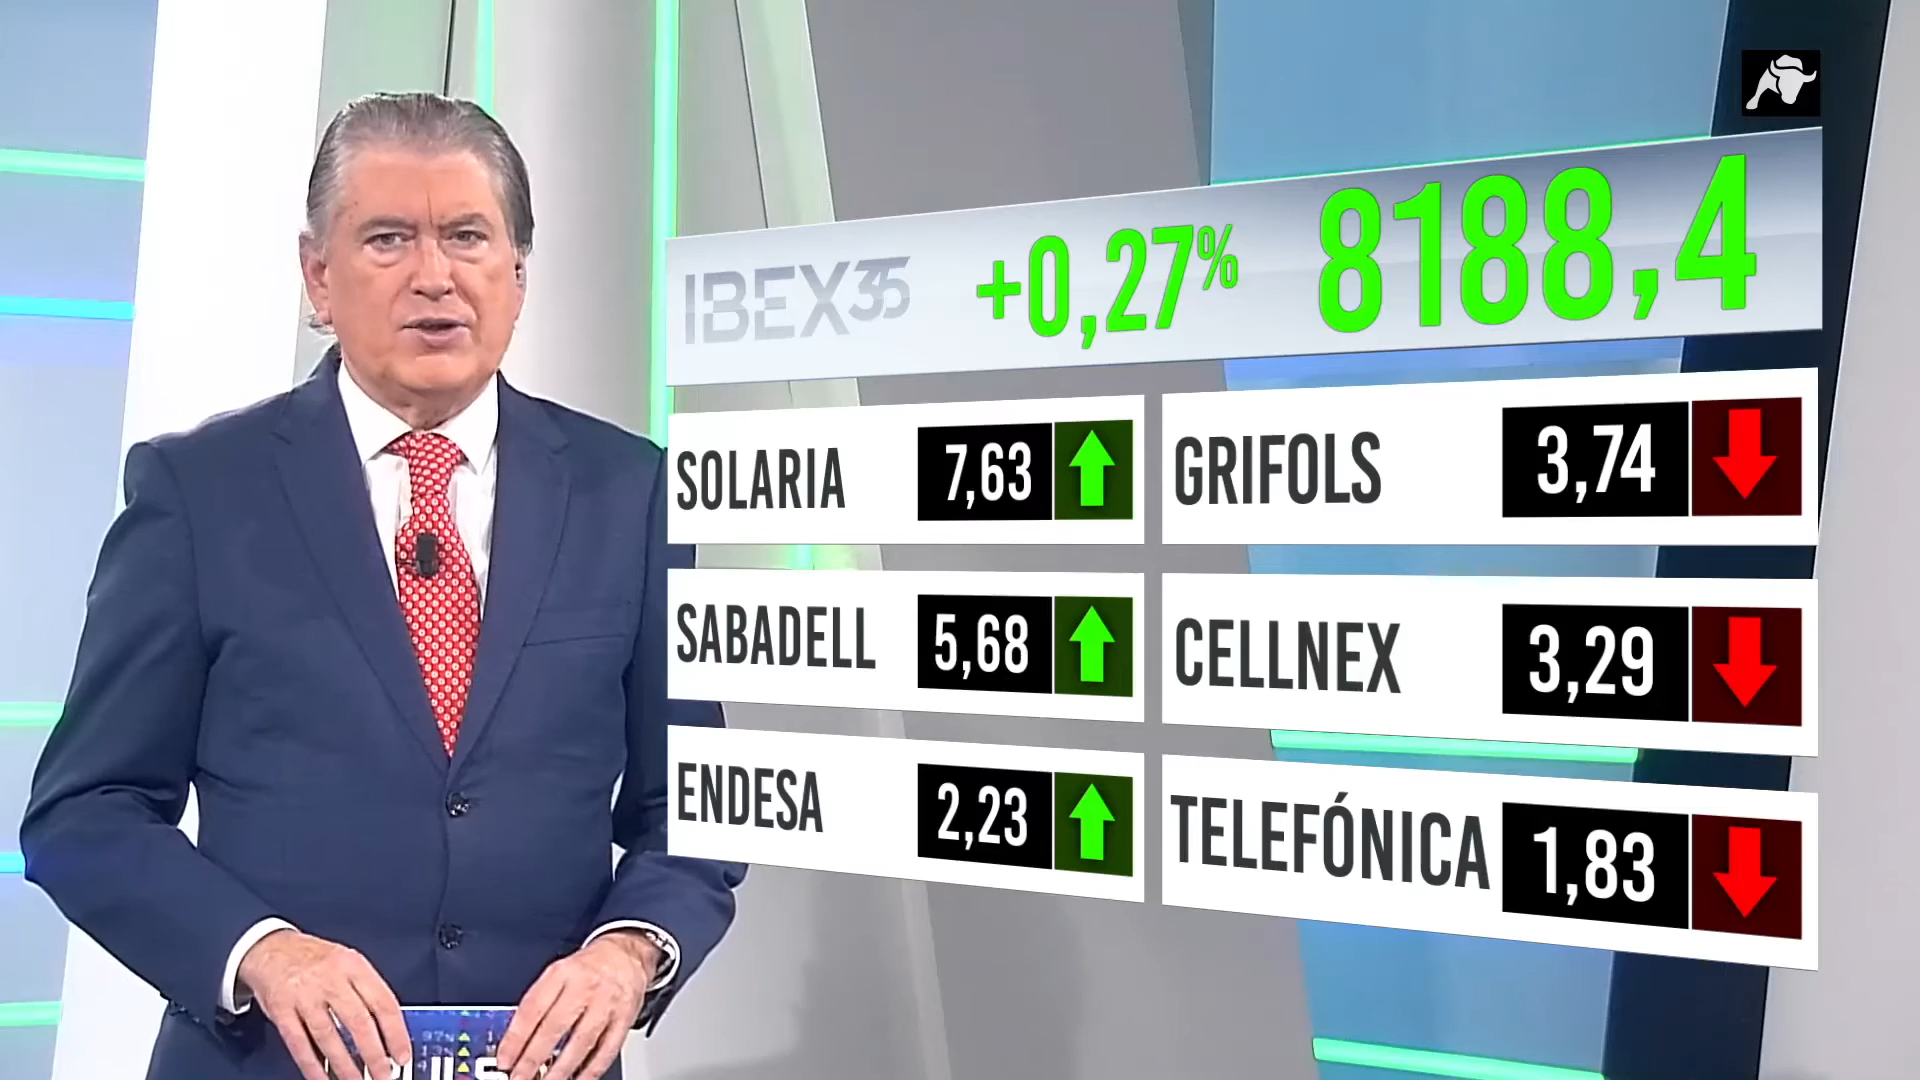 IBEX35 +0,27% 8188,4
SOLARIA 7,63
GRIFOLS 3,74
SABADELL 5,68
CELLNEX 3,29
ENDESA 2,23
TELEFÓNICA 1,83